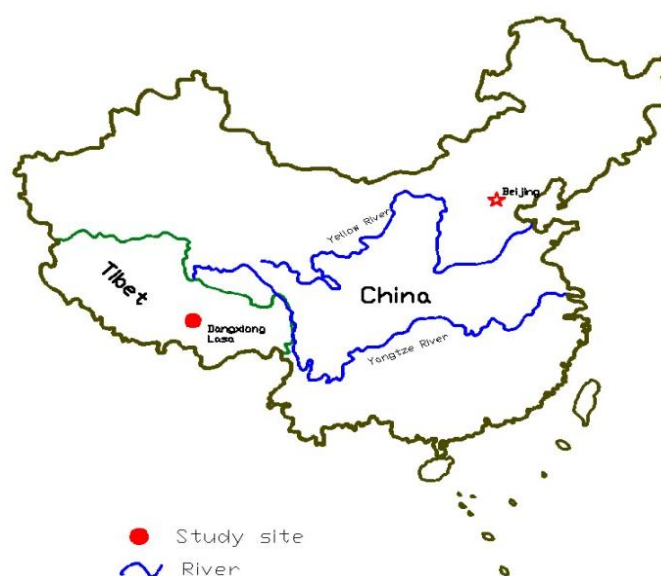 Beijing
Yellow River
Tibet
China
Dangxiong
Lasa
Yangtze River
Study site
River